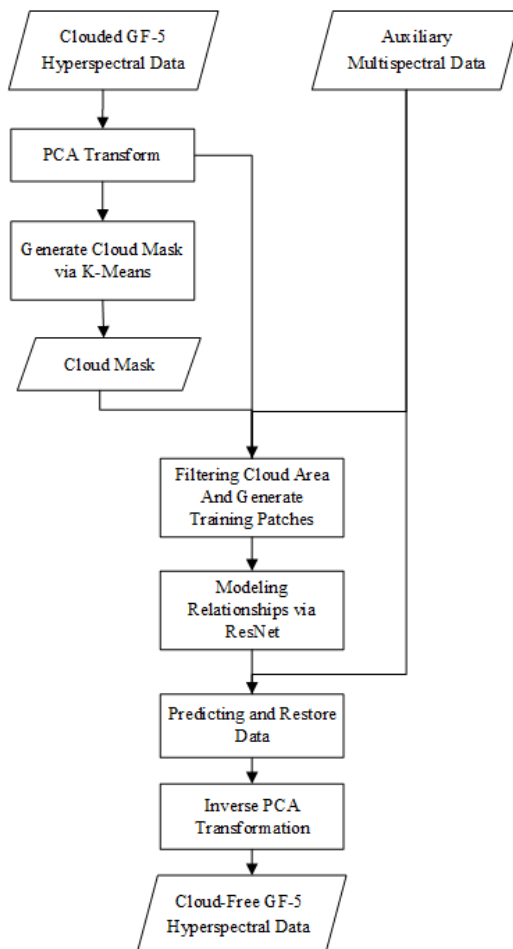 Clouded GF-5
Hyperspectral Data
Auxiliary
Multispectral Data
PCA Transform
Generate Cloud Mask
via K-Means
Cloud Mask
Filtering Cloud Area
And Generate
Training Patches
Modeling
Relationships via
ResNet
Predicting and Restore
Data
Inverse PCA
Transformation
Cloud-Free GF-5
Hyperspectral Data